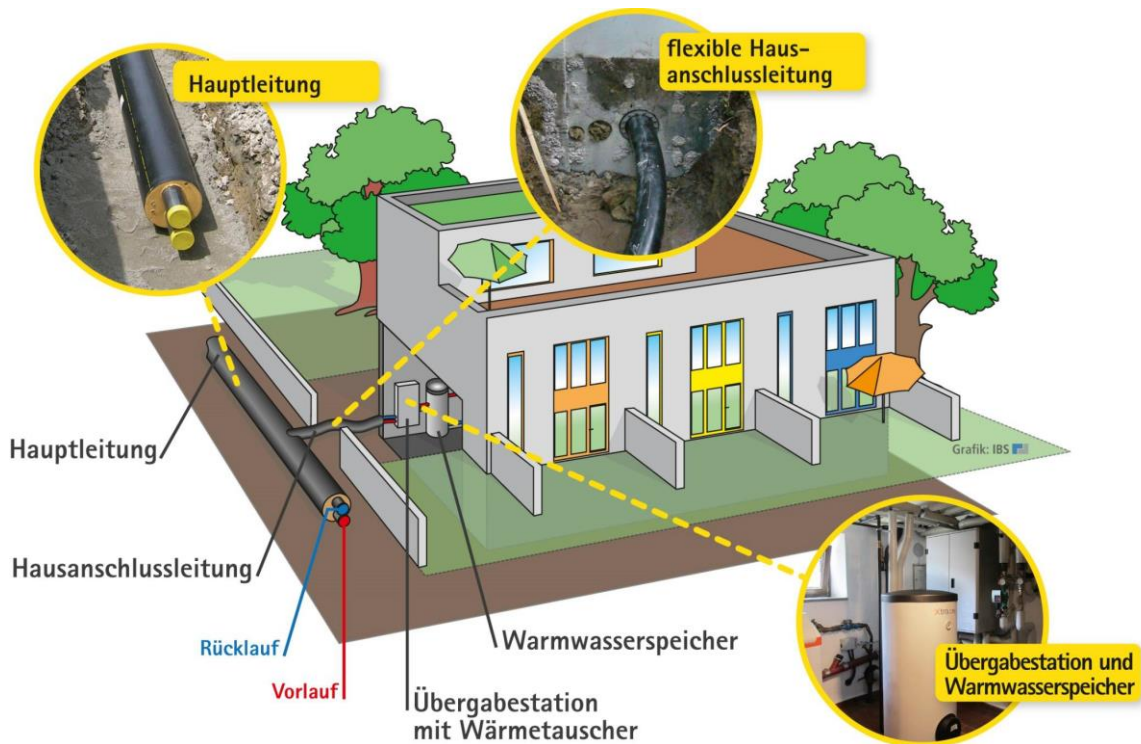 Hauptleitung
flexible Haus-
anschlussleitung
Hauptleitung
Hausanschlussleitung
Rücklauf
Vorlauf
Warmwasserspeicher
Übergabestation
mit Wärmetauscher
Grafik: IBS
Übergabestation und
Warmwasserspeicher